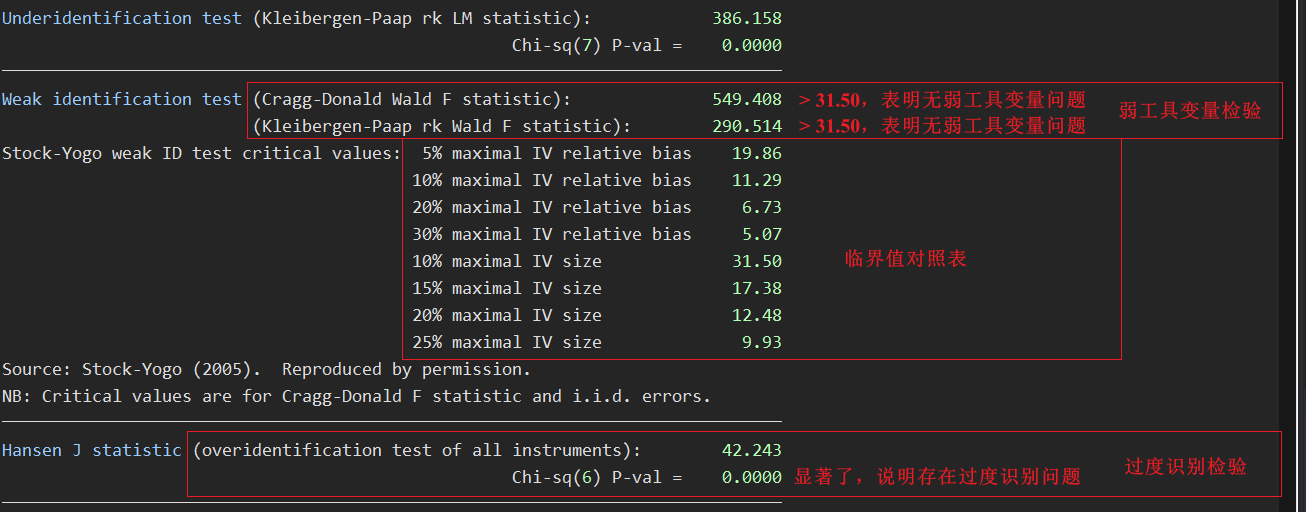 Underidentification test (Kleibergen-Paap rk LM statistic): 386.158
Chi-sq(7) P-val = 0.0000
Weak identification test (Cragg-Donald Wald F statistic): 549.408 > 31.50，表明无弱工具变量问题 弱工具变量检验
(Kleibergen-Paap rk Wald F statistic): 290.514 > 31.50，表明无弱工具变量问题
Stock-Yogo weak ID test critical values: 5% maximal IV relative bias 19.86
10% maximal IV relative bias 11.29
20% maximal IV relative bias 6.73
30% maximal IV relative bias 5.07
10% maximal IV size 31.50 临界值对照表
15% maximal IV size 17.38
20% maximal IV size 12.48
25% maximal IV size 9.93
Source: Stock-Yogo (2005). Reproduced by permission.
NB: Critical values are for Cragg-Donald F statistic and i.i.d. errors.
Hansen J statistic (overidentification test of all instruments): 42.243 过度识别检验
Chi-sq(6) P-val = 0.0000 显著了，说明存在过度识别问题